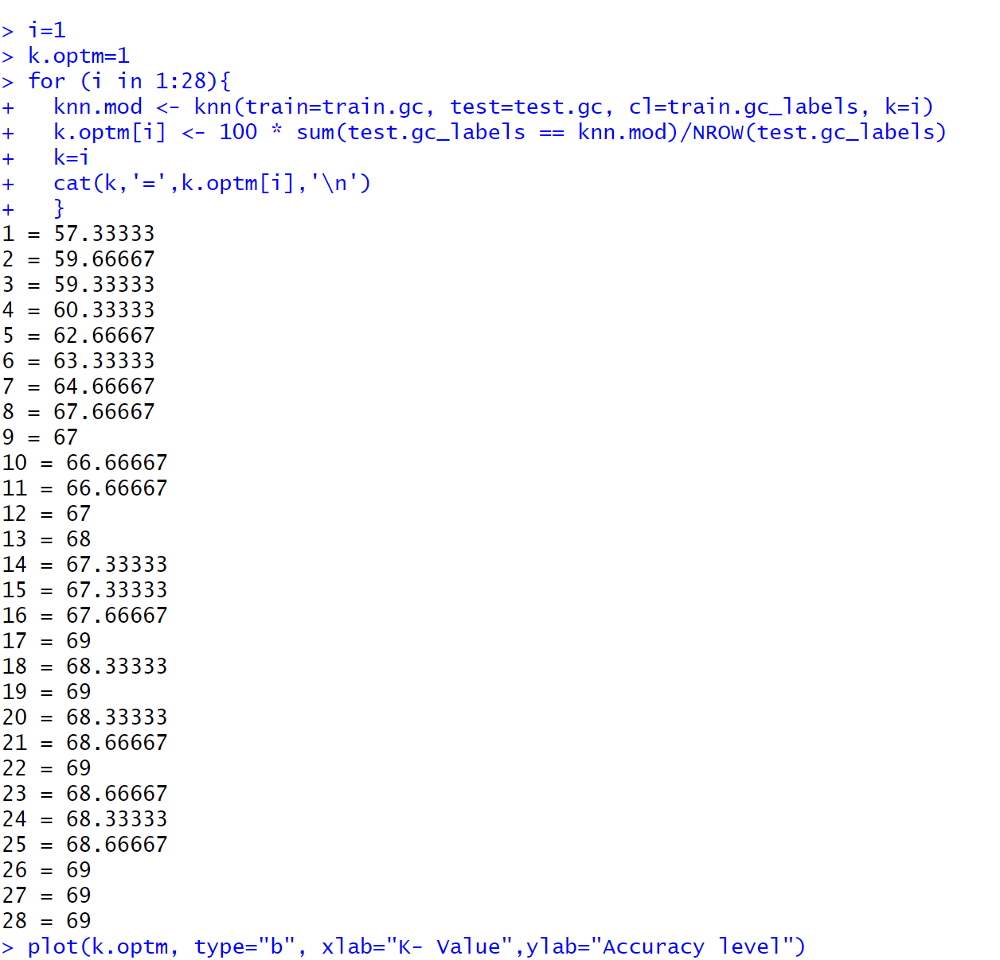 > i=1
> k.optm=1
> for (i in 1:28){
+   knn.mod <- knn(train=train.gc, test=test.gc, cl=train.gc_labels, k=i)
+   k.optm[i] <- 100 * sum(test.gc_labels == knn.mod)/NROW(test.gc_labels)
+   k=i
+   cat(k,'=',k.optm[i],'\n')
+   }
1 = 57.33333
2 = 59.66667
3 = 59.33333
4 = 60.33333
5 = 62.66667
6 = 63.33333
7 = 64.66667
8 = 67.66667
9 = 67
10 = 66.66667
11 = 66.66667
12 = 67
13 = 68
14 = 67.33333
15 = 67.33333
16 = 67.66667
17 = 69
18 = 68.33333
19 = 69
20 = 68.33333
21 = 68.66667
22 = 69
23 = 68.66667
24 = 68.33333
25 = 68.66667
26 = 69
27 = 69
28 = 69
> plot(k.optm, type="b", xlab="K- Value",ylab="Accuracy level")